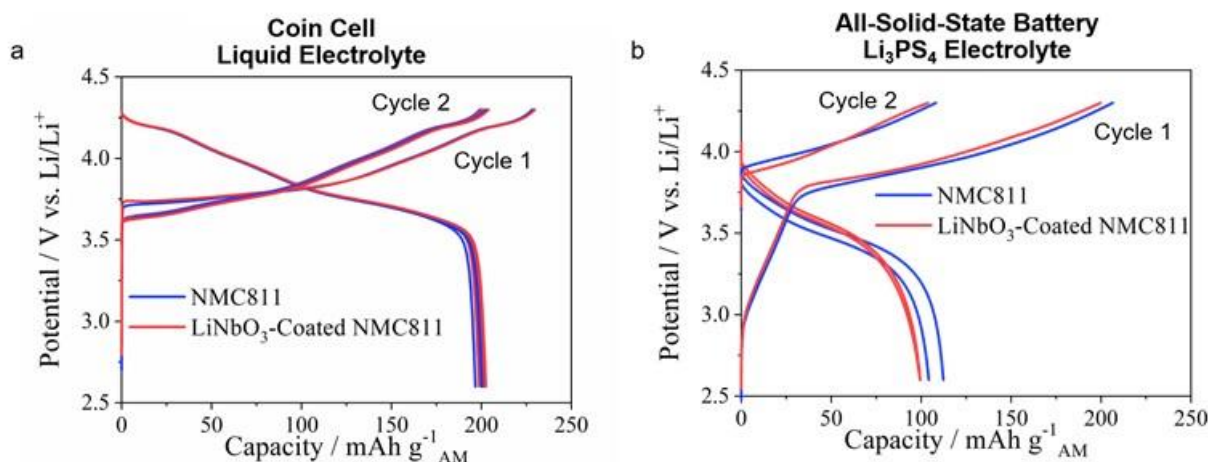 a
Coin Cell
Liquid Electrolyte
Potential / V vs. Li/Li⁺
4.5
4.0
3.5
3.0
2.5
Cycle 2
Cycle 1
NMC811
LiNbO₃-Coated NMC811
0 50 100 150 200 250
Capacity / mAh g⁻¹AM
b
All-Solid-State Battery
Li₃PS₄ Electrolyte
Potential / V vs. Li/Li⁺
4.5
4.0
3.5
3.0
2.5
Cycle 2
Cycle 1
NMC811
LiNbO₃-Coated NMC811
0 50 100 150 200 250
Capacity / mAh g⁻¹AM